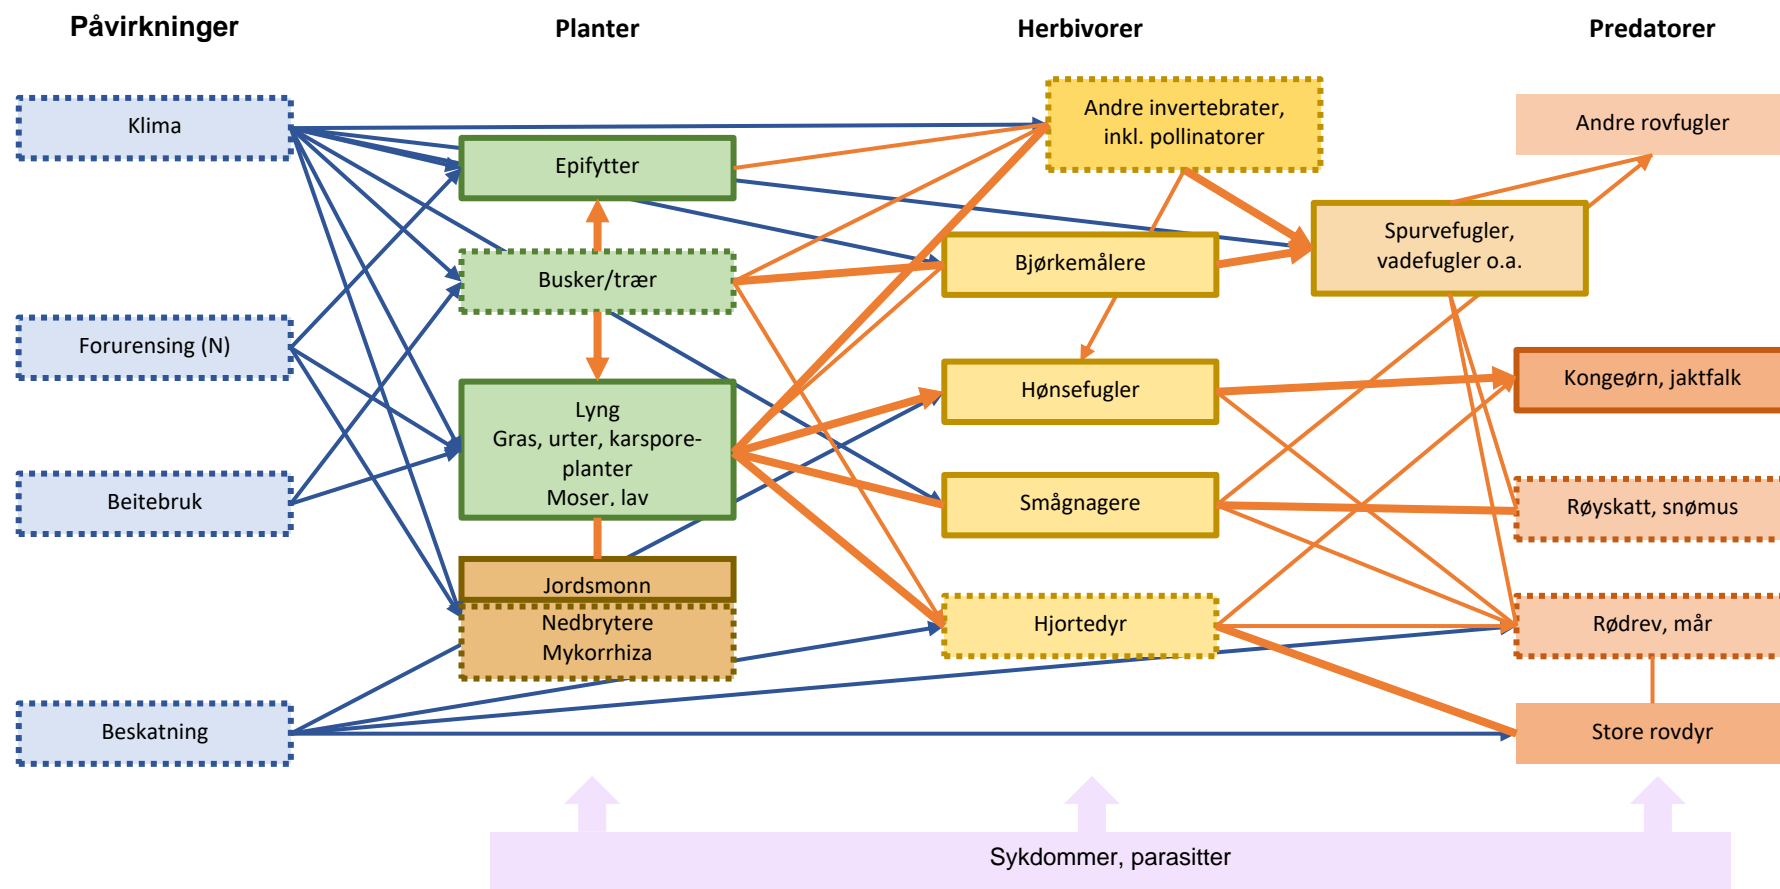 Påvirkninger
Planter
Herbivorer
Predatorer
Klima
Forurensing (N)
Beitebruk
Beskatning
Epifytter
Busker/trær
Lyng
Gras, urter, karspore-
planter
Moser, lav
Jordsmonn
Nedbrytere
Mykorrhiza
Andre invertebrater,
inkl. pollinatorer
Bjørkemålere
Hønsefugler
Smågnagere
Hjortedyr
Spurvefugler,
vadefugler o.a.
Andre rovfugler
Kongeørn, jaktfalk
Røyskatt, snømus
Rødrev, mår
Store rovdyr
Sykdommer, parasitter